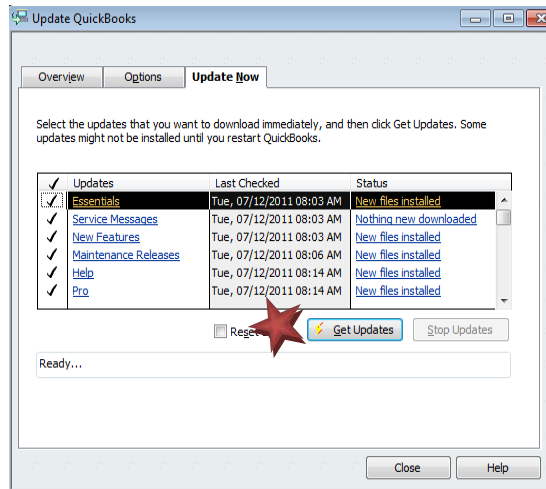 Update QuickBooks
Overview Options Update Now
Select the updates that you want to download immediately, and then click Get Updates. Some
updates might not be installed until you restart QuickBooks.
✓ Updates Last Checked Status
✓ Essentials Tue, 07/12/2011 08:03 AM New files installed
✓ Service Messages Tue, 07/12/2011 08:03 AM Nothing new downloaded
✓ New Features Tue, 07/12/2011 08:03 AM New files installed
✓ Maintenance Releases Tue, 07/12/2011 08:06 AM New files installed
✓ Help Tue, 07/12/2011 08:14 AM New files installed
✓ Pro Tue, 07/12/2011 08:14 AM New files installed
Get Updates Stop Updates
Ready...
Close Help